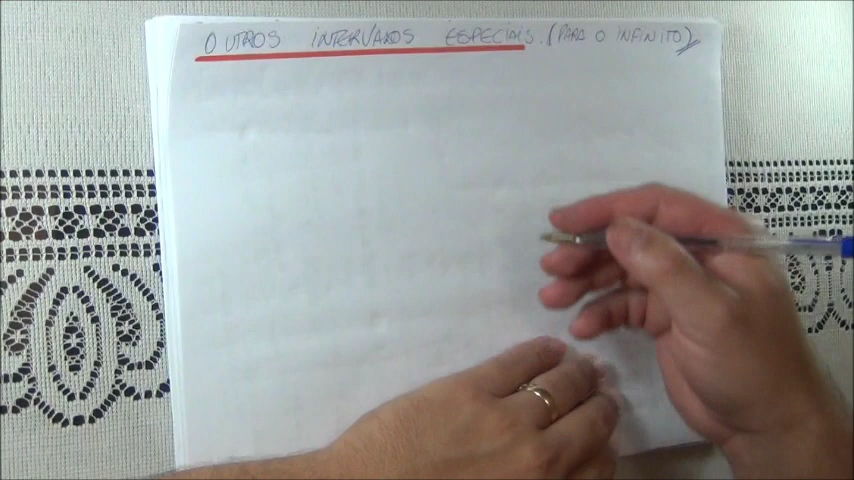 OUTROS INTERVALOS ESPECIAIS. (PARA O INFINITO)